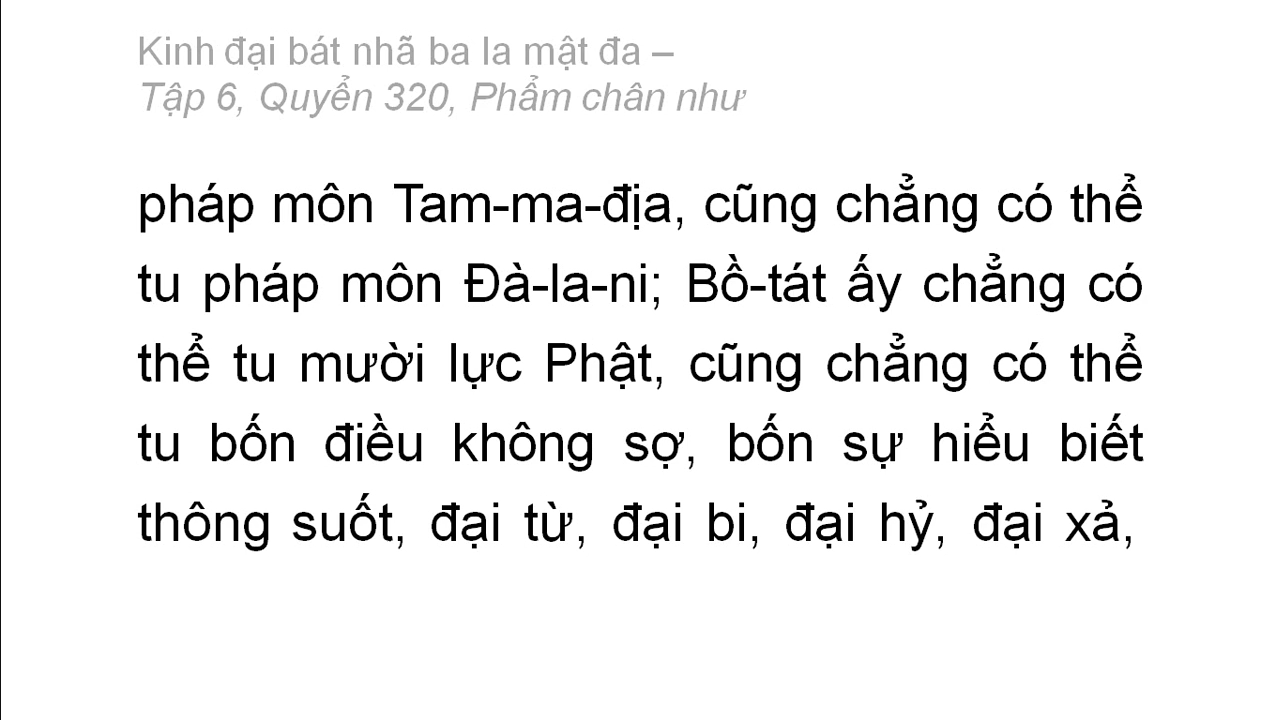 Kinh đại bát nhã ba la mật đa –
Tập 6, Quyển 320, Phẩm chân như
pháp môn Tam-ma-địa, cũng chẳng có thể
tu pháp môn Đà-la-ni; Bồ-tát ấy chẳng có
thể tu mười lực Phật, cũng chẳng có thể
tu bốn điều không sợ, bốn sự hiểu biết
thông suốt, đại từ, đại bi, đại hỷ, đại xả,